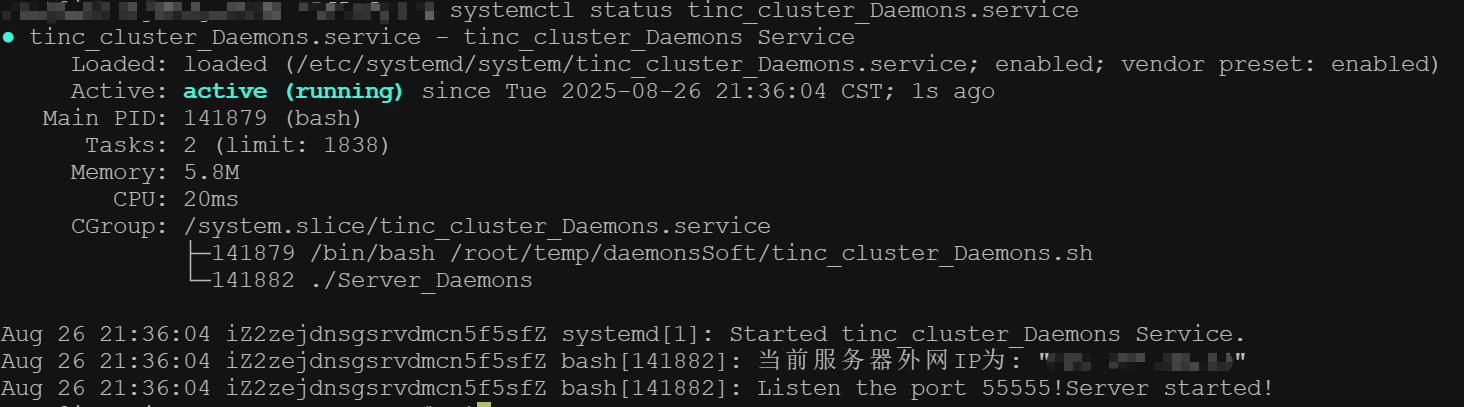 systemctl status tinc_cluster_Daemons.service
● tinc_cluster_Daemons.service - tinc_cluster_Daemons Service
Loaded: loaded (/etc/systemd/system/tinc_cluster_Daemons.service; enabled; vendor preset: enabled)
Active: active (running) since Tue 2025-08-26 21:36:04 CST; 1s ago
Main PID: 141879 (bash)
Tasks: 2 (limit: 1838)
Memory: 5.8M
CPU: 20ms
CGroup: /system.slice/tinc_cluster_Daemons.service
├─141879 /bin/bash /root/temp/daemonsSoft/tinc_cluster_Daemons.sh
└─141882 ./Server_Daemons
Aug 26 21:36:04 iZ2zejdnsgsrvdmcn5f5sfZ systemd[1]: Started tinc_cluster_Daemons Service.
Aug 26 21:36:04 iZ2zejdnsgsrvdmcn5f5sfZ bash[141882]: 当前服务器外网IP为: ""
Aug 26 21:36:04 iZ2zejdnsgsrvdmcn5f5sfZ bash[141882]: Listen the port 55555!Server started!